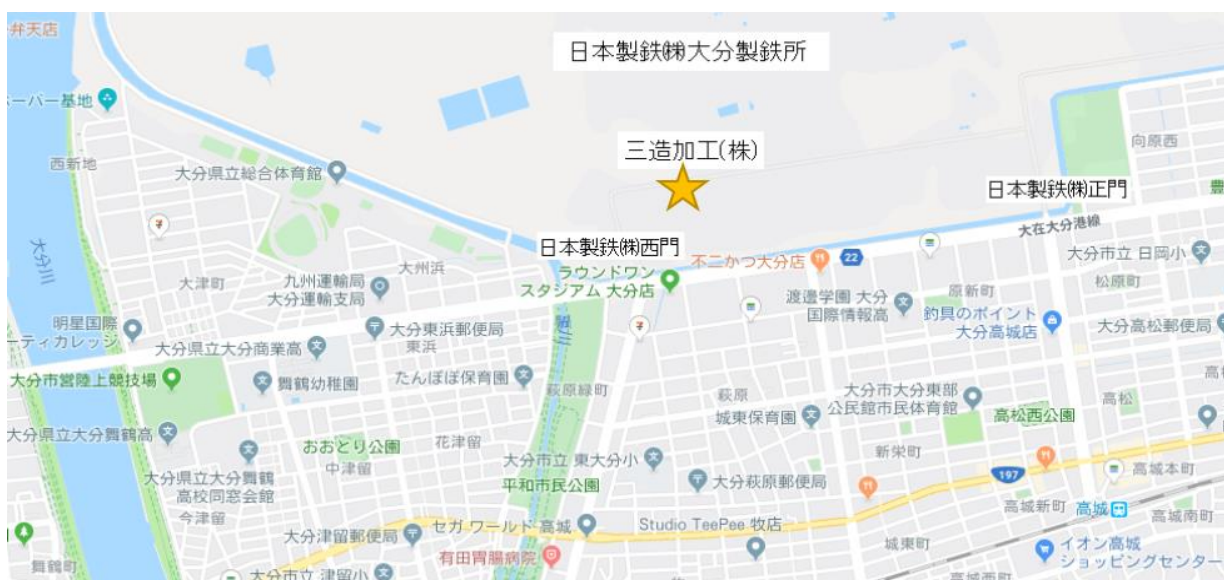 弁天店
日本製鉄㈱大分製鉄所
ーパー基地
三造加工(株)
向原西
西新地
大分県立総合体育館
日本製鉄㈱正門
豊
大在大分港線
大分川
日本製鉄㈱西門
大分市立 日岡小
大津町
九州運輸局
大分運輸支局
大州浜
ラウンドワン
スタジアム 大分店
不二かつ大分店
22
松原町
原新町
渡邊学園 大分
国際情報高
釣具のポイント
大分高城店
大分高松郵便局
明星国際
ーティカレッジ
大分東浜郵便局
東浜
大分県立大分商業高
大分市営陸上競技場
舞鶴幼稚園
たんぽぽ保育園
萩原緑町
萩原
城東保育園
大分市大分東部
公民館市民体育館
高松西公園
高松
大分県立大分舞鶴高
おおとり公園
花津留
中津留
新栄町
大分県立大分舞鶴
高校同窓会館
大分市立 東大分小
平和市民公園
大分萩原郵便局
197
高城本町
今津留
高城新町
高城
高城南町
大分津留郵便局
セガ ワールド 高城
Studio TeePee 牧店
城東町
イオン高城
ショッピングセンター
有田胃腸病院
舞鶴町
大分市立 津留小
高城西町